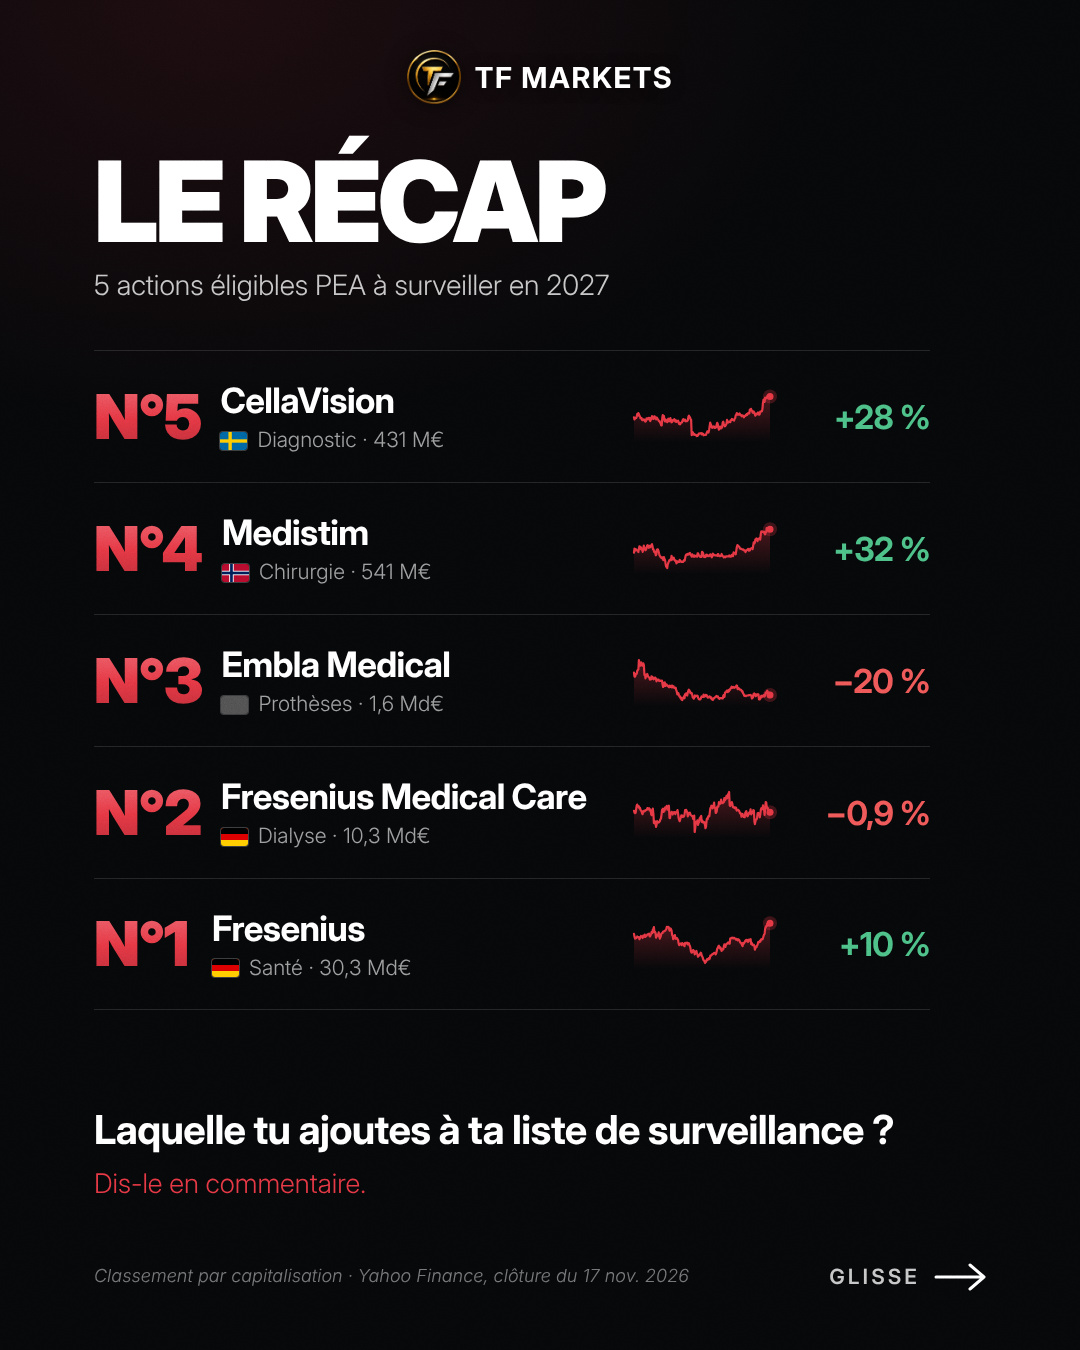 TF MARKETS
LE RÉCAP
5 actions éligibles PEA à surveiller en 2027
N°5 CellaVision +28 %
Diagnostic · 431 M€
N°4 Medistim +32 %
Chirurgie · 541 M€
N°3 Embla Medical −20 %
Prothèses · 1,6 Md€
N°2 Fresenius Medical Care −0,9 %
Dialyse · 10,3 Md€
N°1 Fresenius +10 %
Santé · 30,3 Md€
Laquelle tu ajoutes à ta liste de surveillance ?
Dis-le en commentaire.
Classement par capitalisation · Yahoo Finance, clôture du 17 nov. 2026
GLISSE